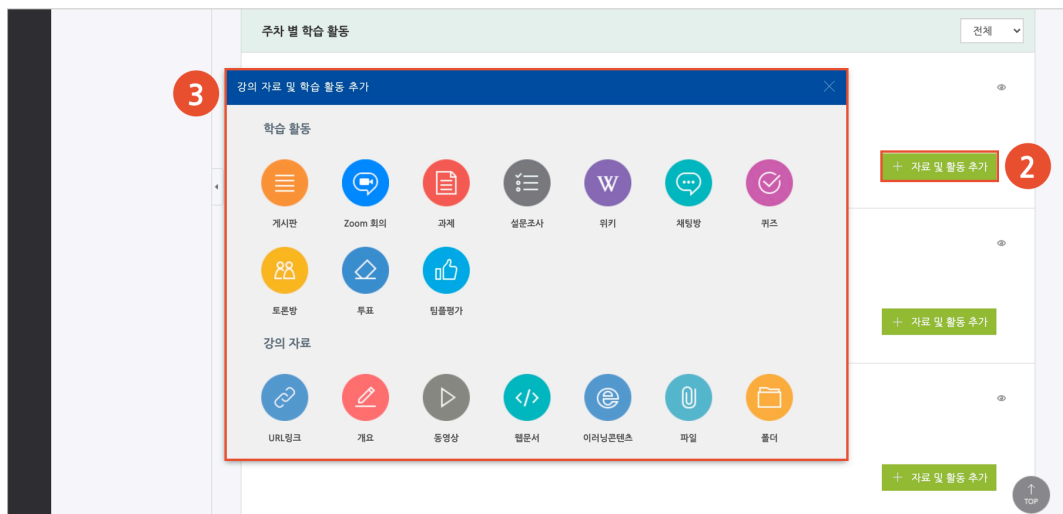 주차 별 학습 활동
전체
3
강의 자료 및 학습 활동 추가
학습 활동
+ 자료 및 활동 추가
2
게시판
Zoom 회의
과제
설문조사
W
위키
채팅방
퀴즈
토론방
투표
팀플평가
+ 자료 및 활동 추가
강의 자료
</>
URL링크
개요
동영상
웹문서
이러닝콘텐츠
파일
폴더
+ 자료 및 활동 추가
TOP